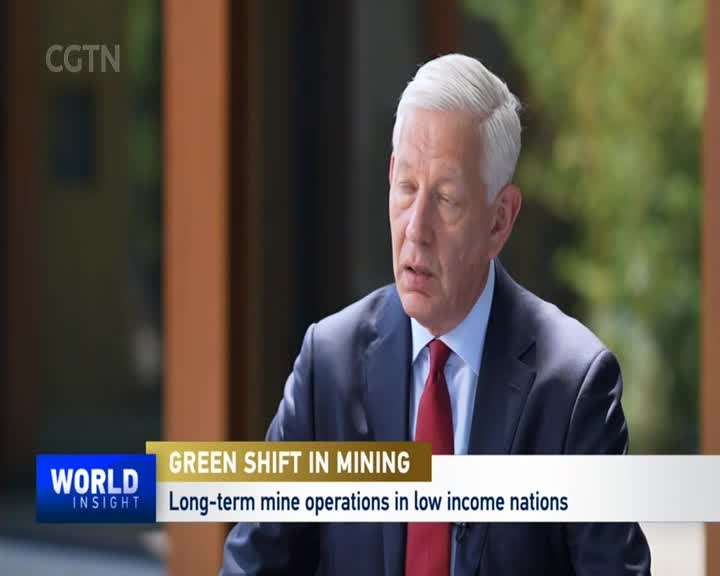 CGTN
GREEN SHIFT IN MINING
WORLD
INSIGHT
Long-term mine operations in low income nations